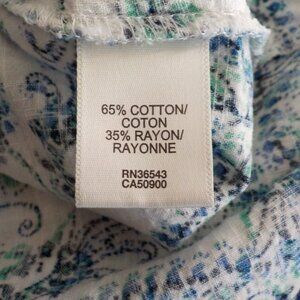 65% COTTON/
COTON
35% RAYON/
RAYONNE
RN36543
CA50900